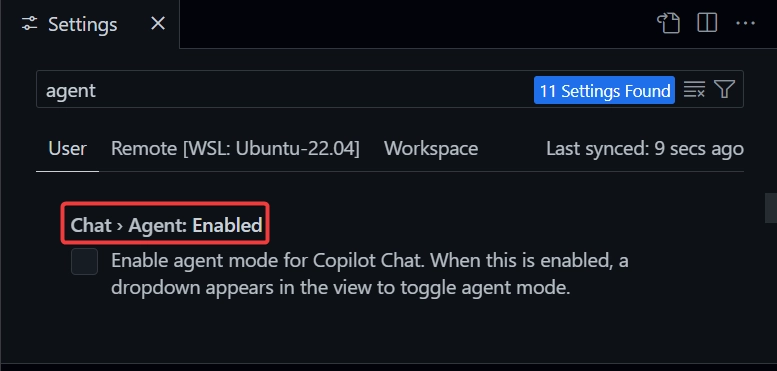 Settings
agent
11 Settings Found
User Remote [WSL: Ubuntu-22.04] Workspace Last synced: 9 secs ago
Chat › Agent: Enabled
Enable agent mode for Copilot Chat. When this is enabled, a
dropdown appears in the view to toggle agent mode.